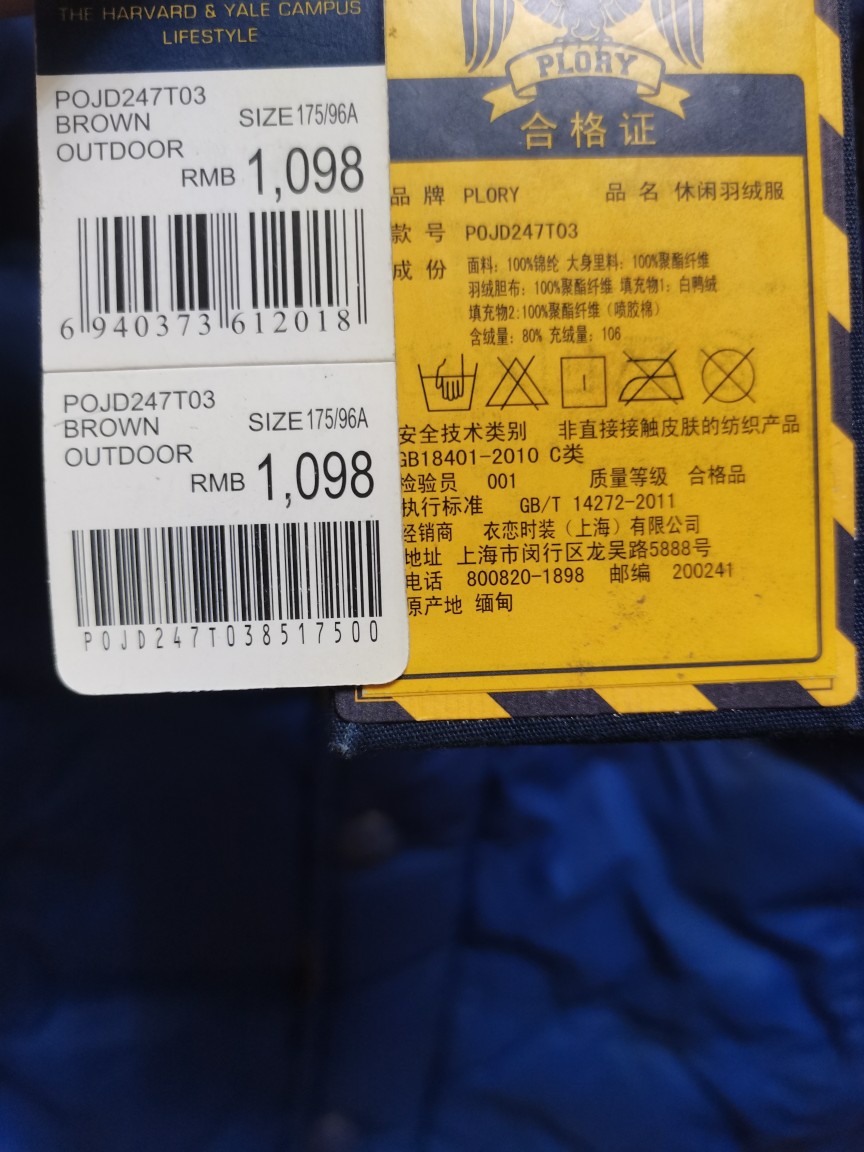 THE HARVARD & YALE CAMPUS
LIFESTYLE
POJD247T03
BROWN SIZE 175/96A
OUTDOOR
RMB 1,098
6 940373 612018
POJD247T03
BROWN SIZE 175/96A
OUTDOOR
RMB 1,098
POJD247T038517500
PLORY
合格证
品 牌 PLORY 品 名 休闲羽绒服
款 号 POJD247T03
成 份 面料：100%锦纶 大身里料：100%聚酯纤维
羽绒胆布：100%聚酯纤维 填充物1：白鸭绒
填充物2:100%聚酯纤维（喷胶棉）
含绒量：80% 充绒量：106
安全技术类别 非直接接触皮肤的纺织产品
GB18401-2010 C类
检验员 001 质量等级 合格品
执行标准 GB/T 14272-2011
经销商 衣恋时装（上海）有限公司
地址 上海市闵行区龙吴路5888号
电话 800820-1898 邮编 200241
原产地 缅甸